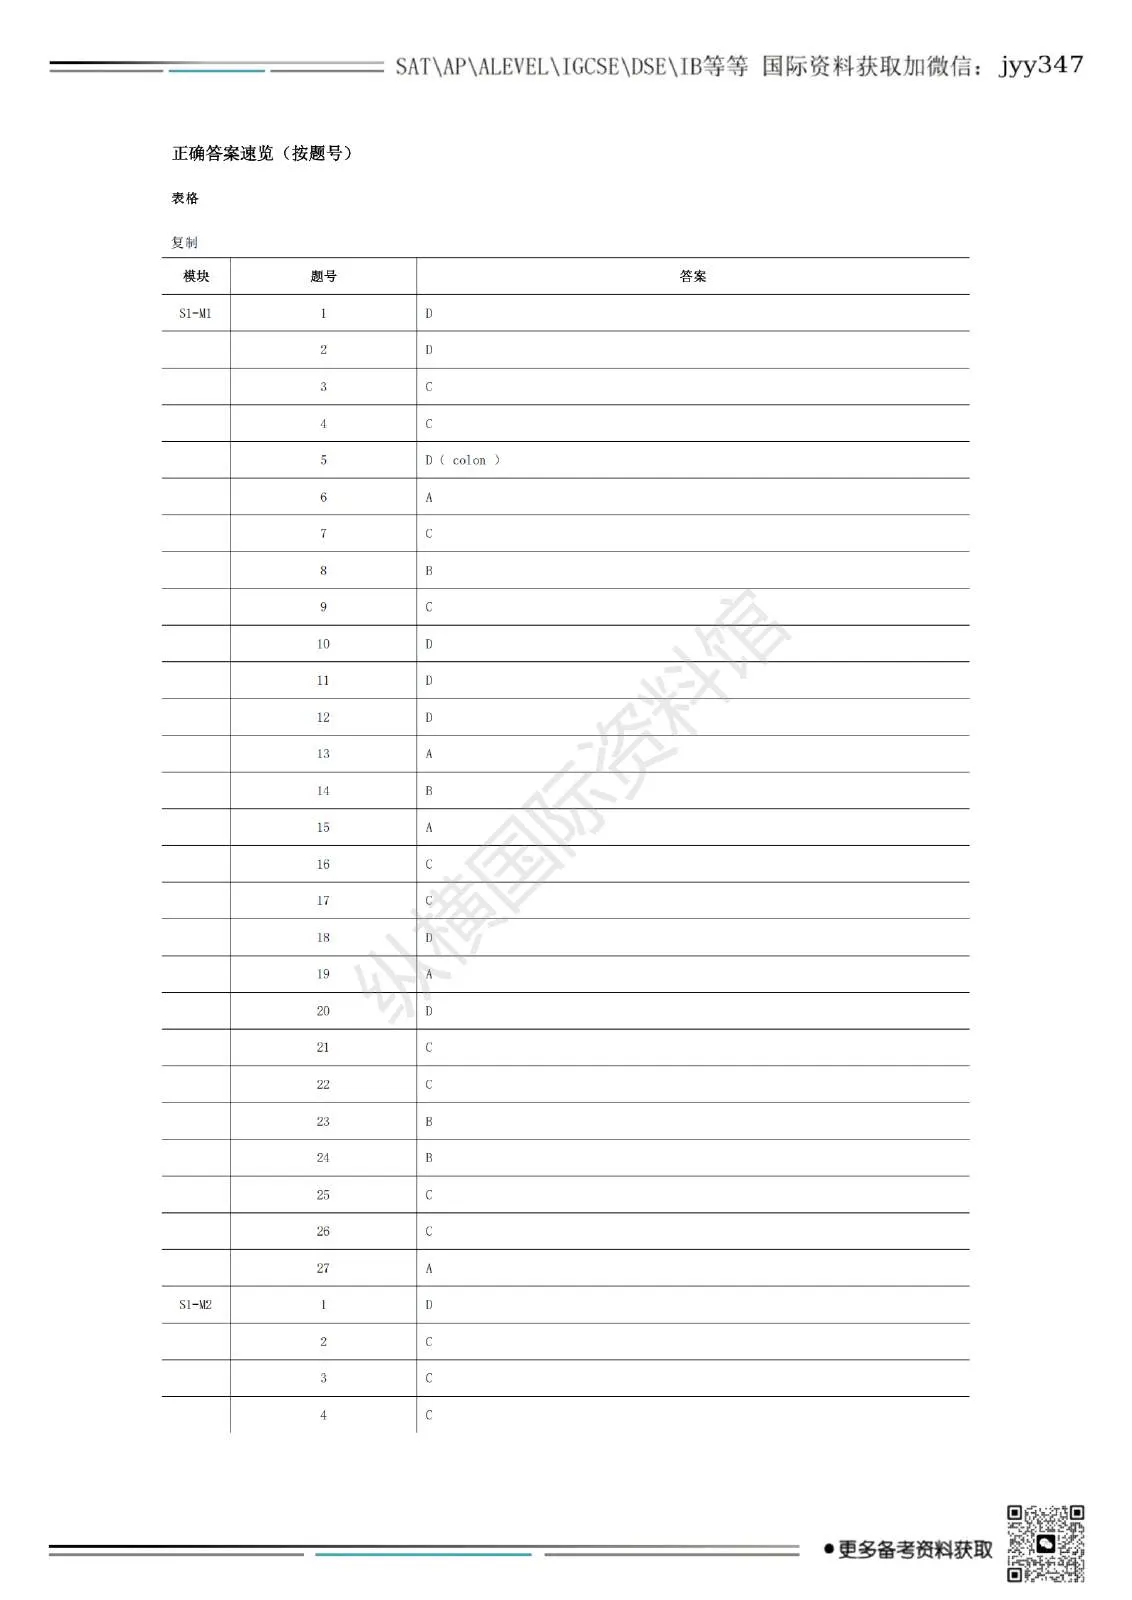 SAT\AP\ALEVEL\IGCSE\DSE\IB等等 国际资料获取加微信：jyy347
正确答案速览（按题号）
表格
复制
模块 题号 答案
S1-M1 1 D
2 D
3 C
4 C
5 D（ colon ）
6 A
7 C
8 B
9 C
10 D
11 D
12 D
13 A
14 B
15 A
16 C
17 C
18 D
19 A
20 D
21 C
22 C
23 B
24 B
25 C
26 C
27 A
S1-M2 1 D
2 C
3 C
4 C
纵横国际资料馆
●更多备考资料获取